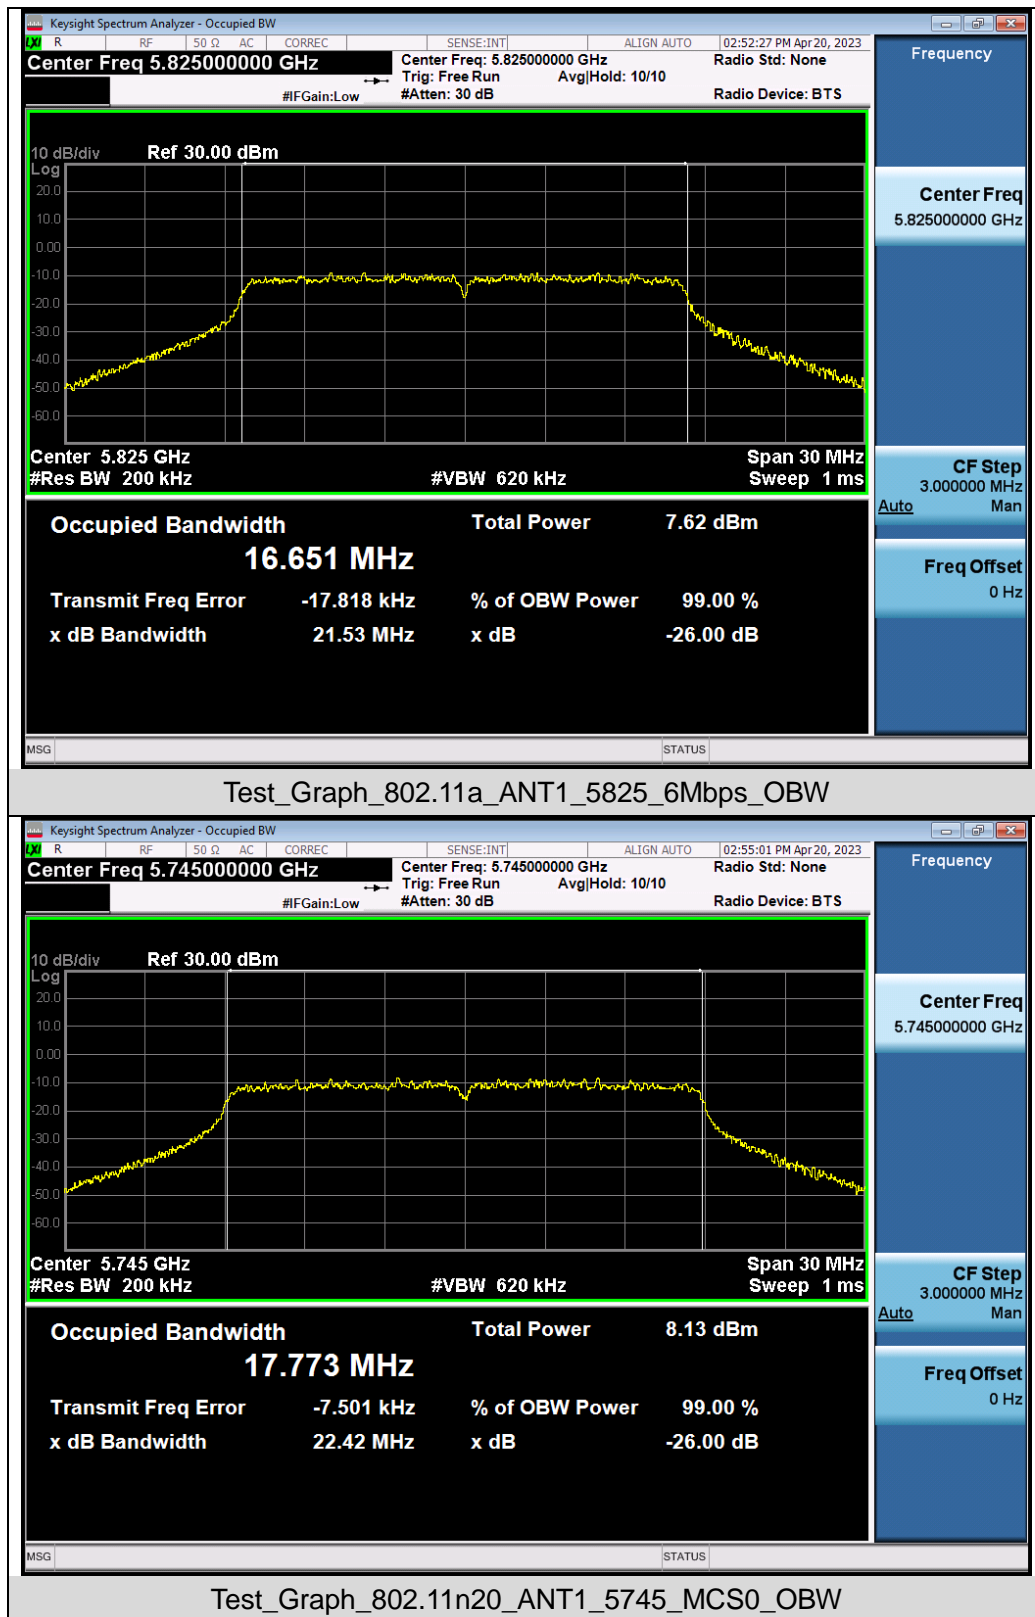 Keysight Spectrum Analyzer - Occupied BW
LXI R RF 50 Ω AC CORREC SENSE:INT ALIGN AUTO 02:52:27 PM Apr 20, 2023
Center Freq 5.825000000 GHz
Center Freq: 5.825000000 GHz
Radio Std: None
Trig: Free Run Avg|Hold: 10/10
#IFGain:Low #Atten: 30 dB Radio Device: BTS
Frequency
10 dB/div Ref 30.00 dBm
Log
20.0
10.0
0.00
-10.0
-20.0
-30.0
-40.0
-50.0
-60.0
Center Freq
5.825000000 GHz
Center 5.825 GHz Span 30 MHz
#Res BW 200 kHz #VBW 620 kHz Sweep 1 ms
CF Step
3.000000 MHz
Auto Man
Occupied Bandwidth Total Power 7.62 dBm
16.651 MHz
Transmit Freq Error -17.818 kHz % of OBW Power 99.00 %
x dB Bandwidth 21.53 MHz x dB -26.00 dB
Freq Offset
0 Hz
MSG STATUS
Test_Graph_802.11a_ANT1_5825_6Mbps_OBW
Keysight Spectrum Analyzer - Occupied BW
LXI R RF 50 Ω AC CORREC SENSE:INT ALIGN AUTO 02:55:01 PM Apr 20, 2023
Center Freq 5.745000000 GHz
Center Freq: 5.745000000 GHz
Radio Std: None
Trig: Free Run Avg|Hold: 10/10
#IFGain:Low #Atten: 30 dB Radio Device: BTS
Frequency
10 dB/div Ref 30.00 dBm
Log
20.0
10.0
0.00
-10.0
-20.0
-30.0
-40.0
-50.0
-60.0
Center Freq
5.745000000 GHz
Center 5.745 GHz Span 30 MHz
#Res BW 200 kHz #VBW 620 kHz Sweep 1 ms
CF Step
3.000000 MHz
Auto Man
Occupied Bandwidth Total Power 8.13 dBm
17.773 MHz
Transmit Freq Error -7.501 kHz % of OBW Power 99.00 %
x dB Bandwidth 22.42 MHz x dB -26.00 dB
Freq Offset
0 Hz
MSG STATUS
Test_Graph_802.11n20_ANT1_5745_MCS0_OBW